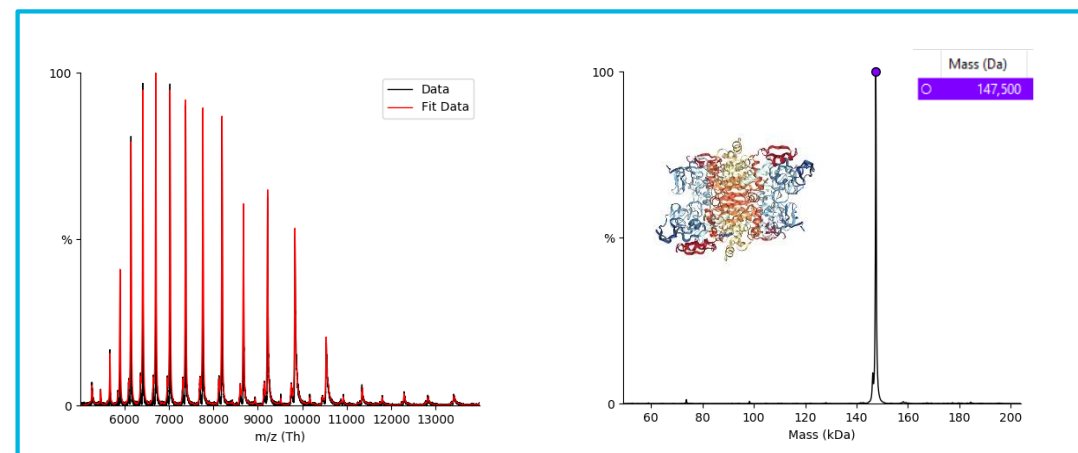 100
%
0
Data
Fit Data
6000 7000 8000 9000 10000 11000 12000 13000
m/z (Th)
Mass (Da)
147,500
100
%
0
60 80 100 120 140 160 180 200
Mass (kDa)